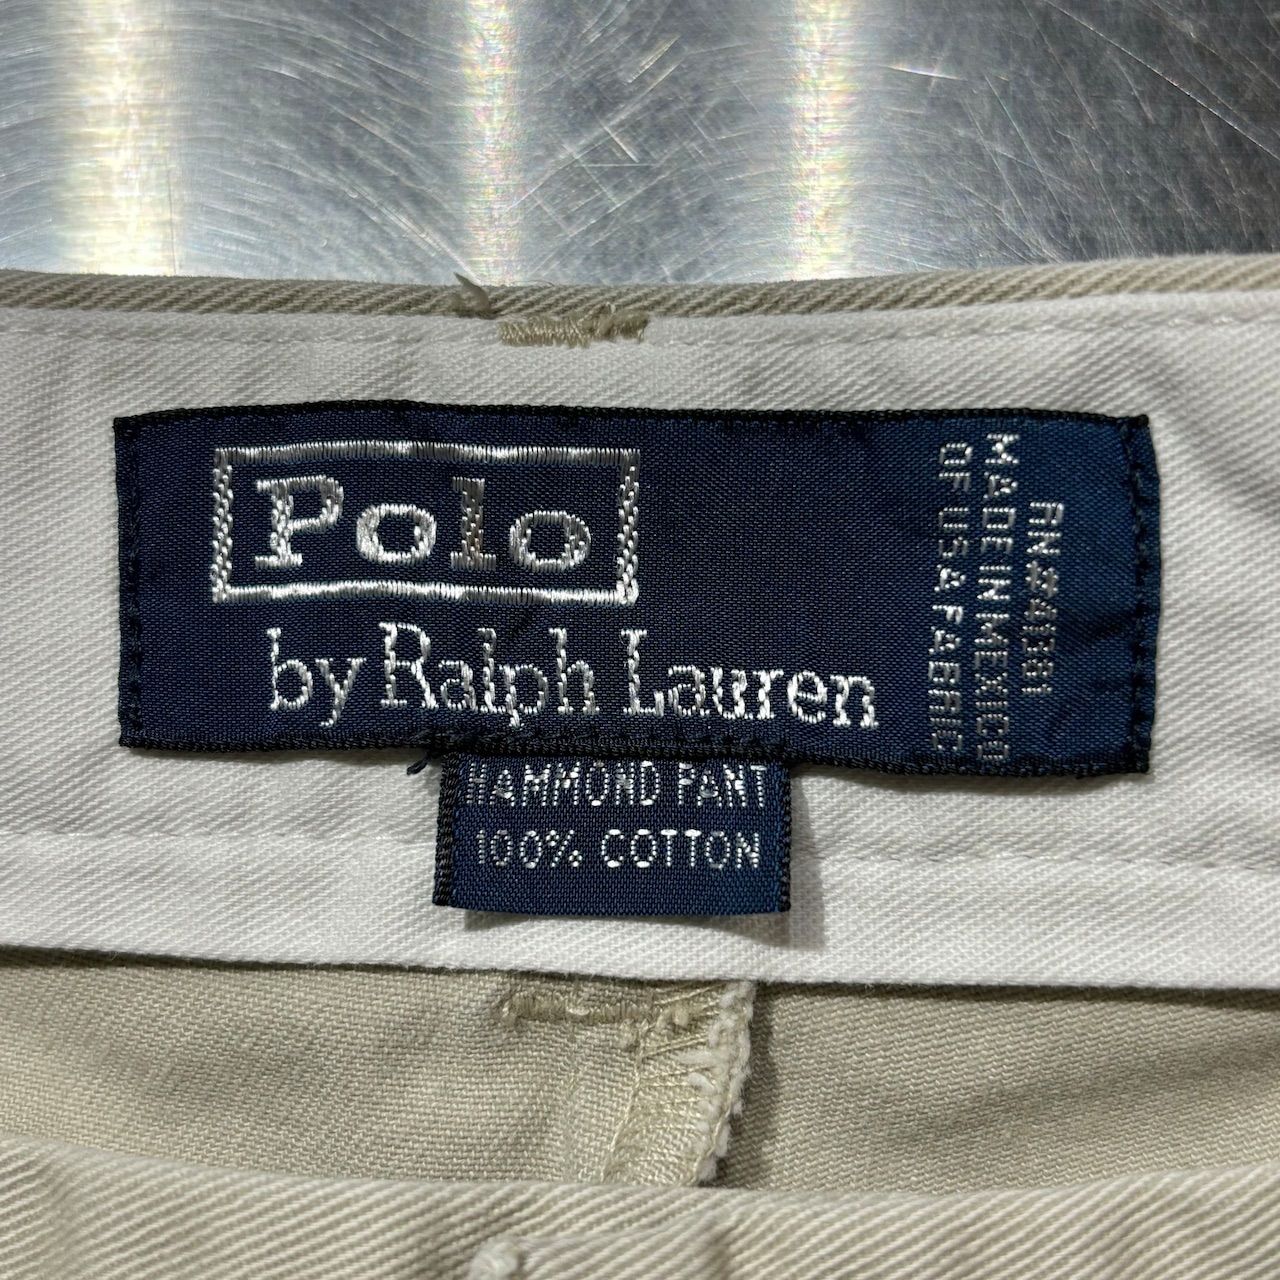 Polo
by Ralph Lauren
RN#41381
MADE IN MEXICO
OF USA FABRIC
HAMMOND PANT
100% COTTON